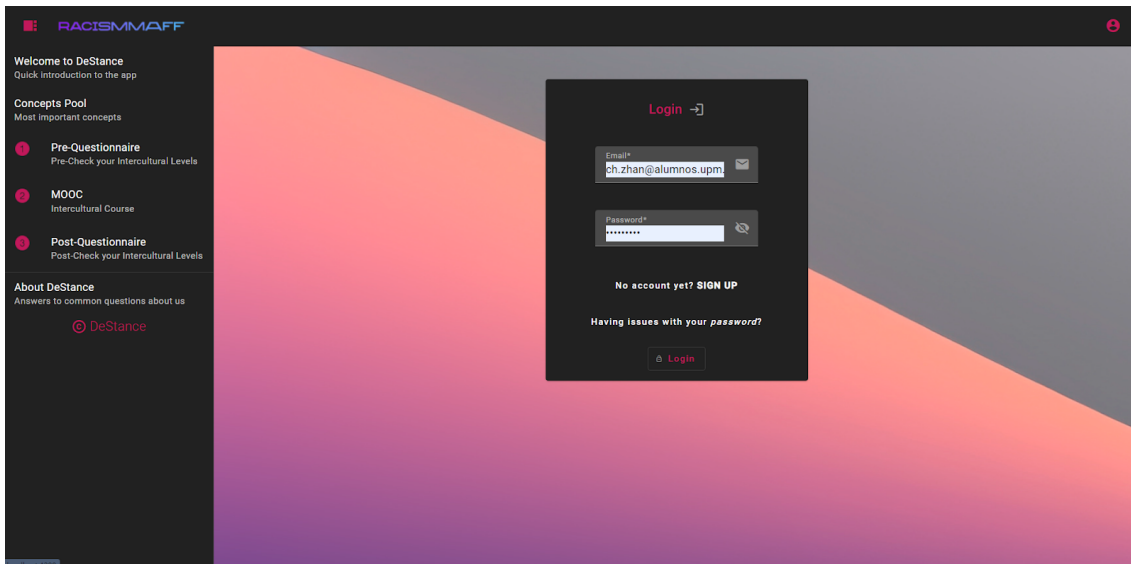 RACISMMAFF
Welcome to DeStance
Quick introduction to the app
Concepts Pool
Most important concepts
1
Pre-Questionnaire
Pre-Check your Intercultural Levels
2
MOOC
Intercultural Course
3
Post-Questionnaire
Post-Check your Intercultural Levels
About DeStance
Answers to common questions about us
© DeStance
Login
Email*
ch.zhan@alumnos.upm.
Password*
•••••••••
No account yet? SIGN UP
Having issues with your password?
Login